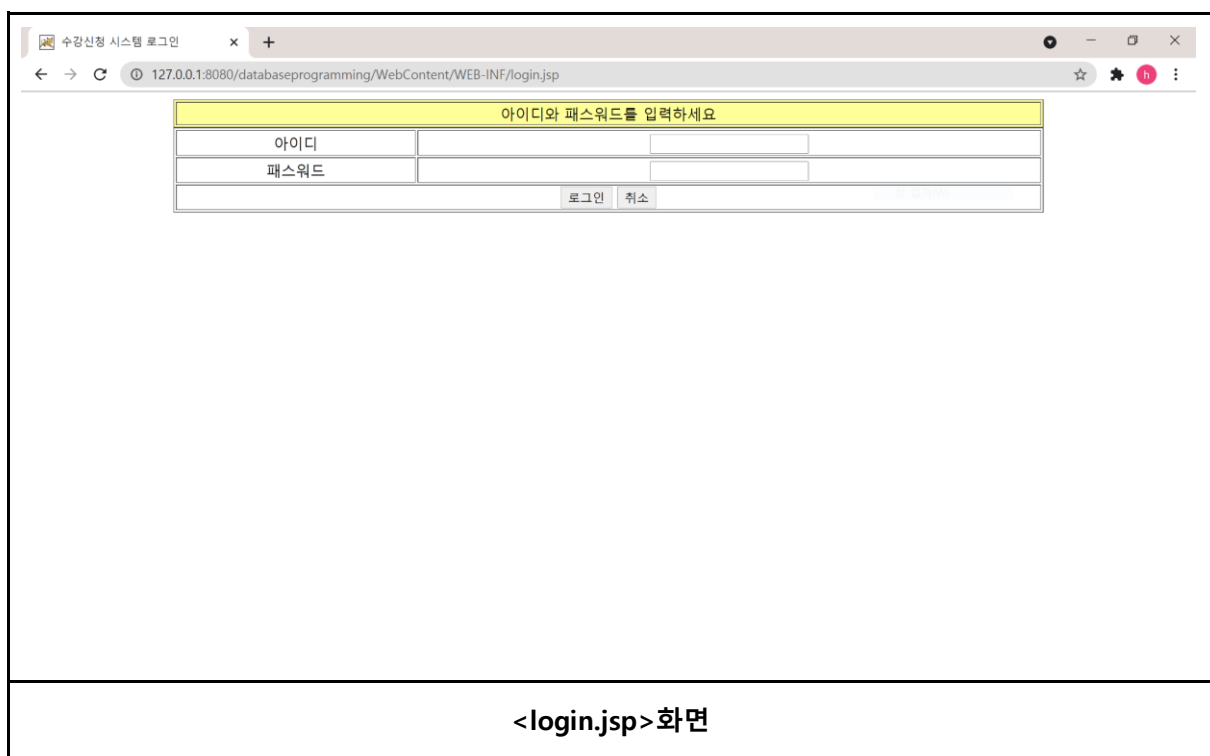 수강신청 시스템 로그인
127.0.0.1:8080/databaseprogramming/WebContent/WEB-INF/login.jsp
h
아이디와 패스워드를 입력하세요
아이디
패스워드
로그인 취소
<login.jsp>화면